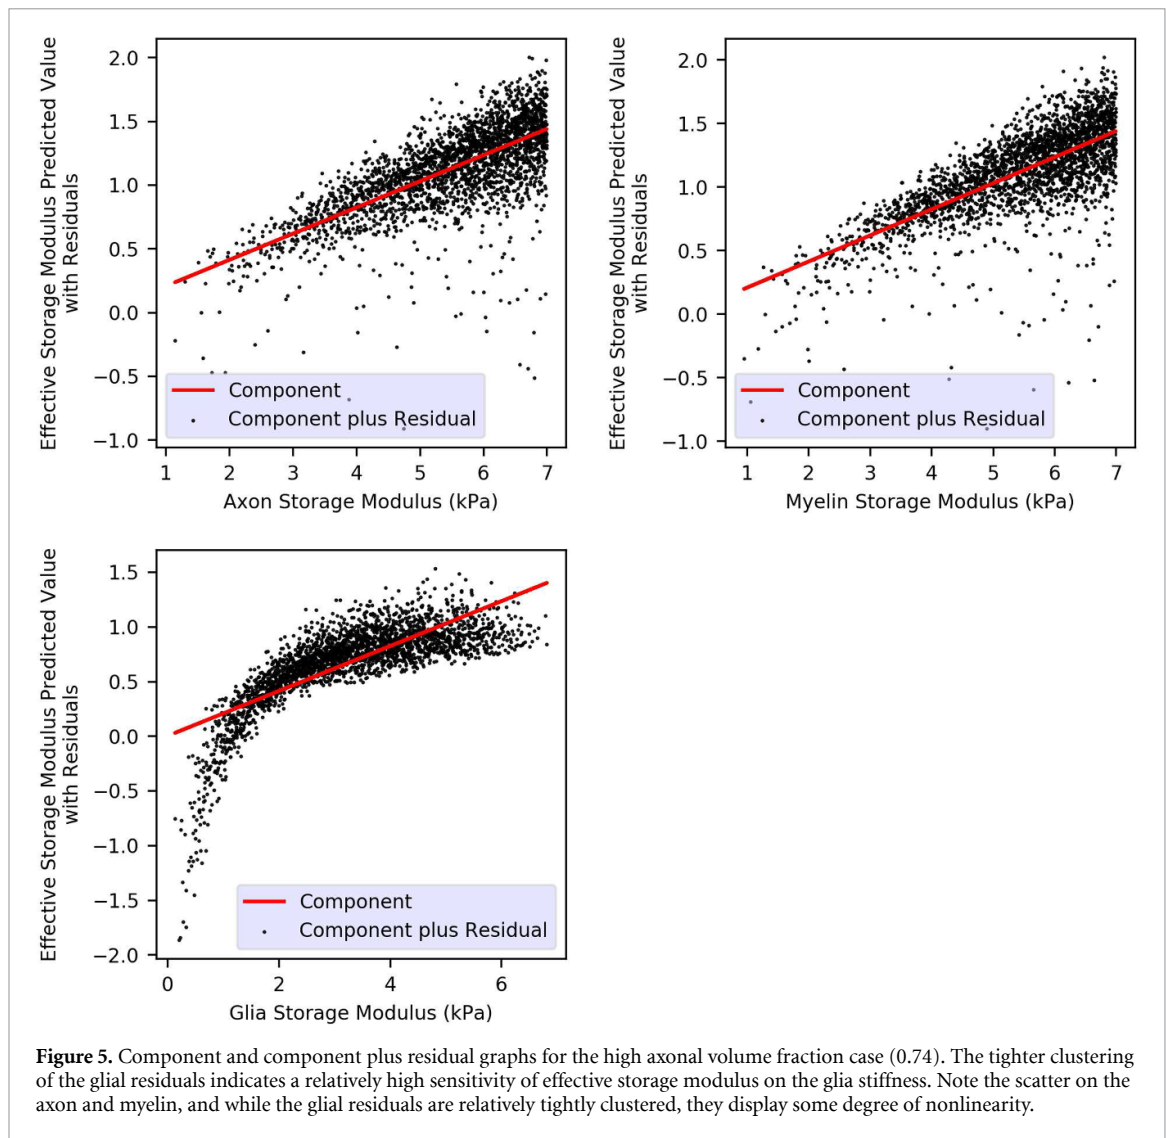 Effective Storage Modulus Predicted Value
with Residuals
2.0
1.5
1.0
0.5
0.0
−0.5
−1.0
Component
Component plus Residual
1 2 3 4 5 6 7
Axon Storage Modulus (kPa)
Effective Storage Modulus Predicted Value
with Residuals
2.0
1.5
1.0
0.5
0.0
−0.5
−1.0
Component
Component plus Residual
1 2 3 4 5 6 7
Myelin Storage Modulus (kPa)
Effective Storage Modulus Predicted Value
with Residuals
1.5
1.0
0.5
0.0
−0.5
−1.0
−1.5
−2.0
Component
Component plus Residual
0 2 4 6
Glia Storage Modulus (kPa)
Figure 5. Component and component plus residual graphs for the high axonal volume fraction case (0.74). The tighter clustering
of the glial residuals indicates a relatively high sensitivity of effective storage modulus on the glia stiffness. Note the scatter on the
axon and myelin, and while the glial residuals are relatively tightly clustered, they display some degree of nonlinearity.